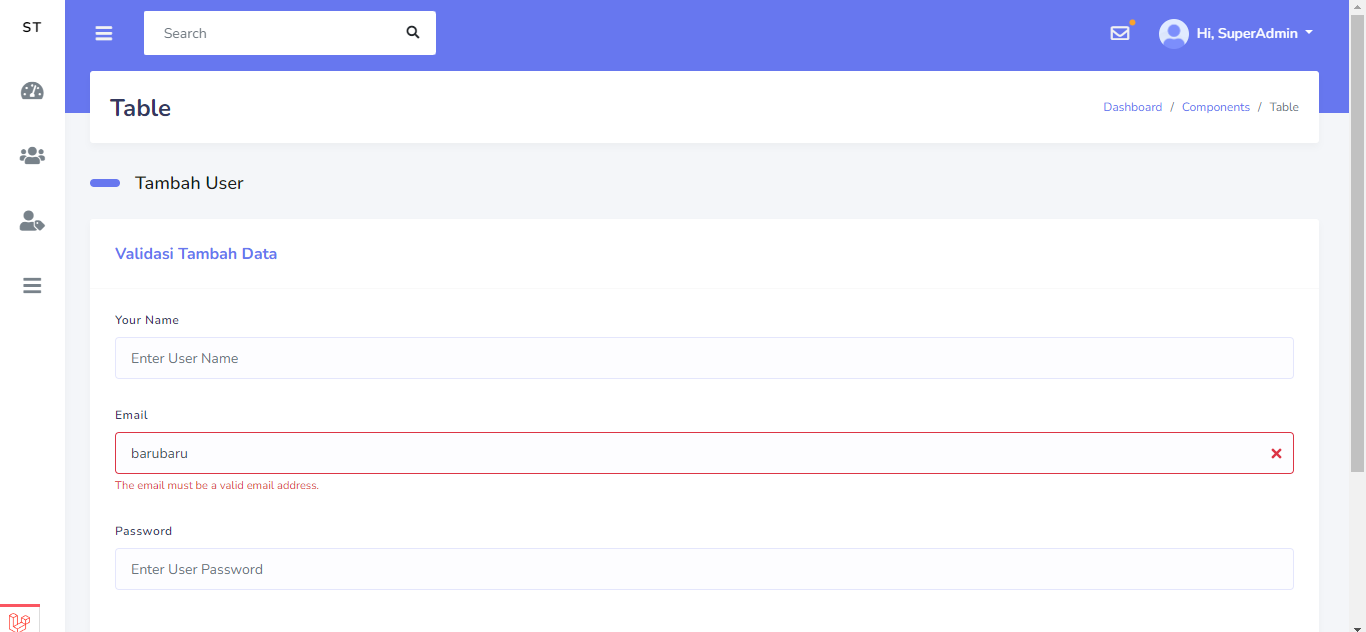 ST
Search
Hi, SuperAdmin
Table
Dashboard / Components / Table
Tambah User
Validasi Tambah Data
Your Name
Enter User Name
Email
barubaru
The email must be a valid email address.
Password
Enter User Password